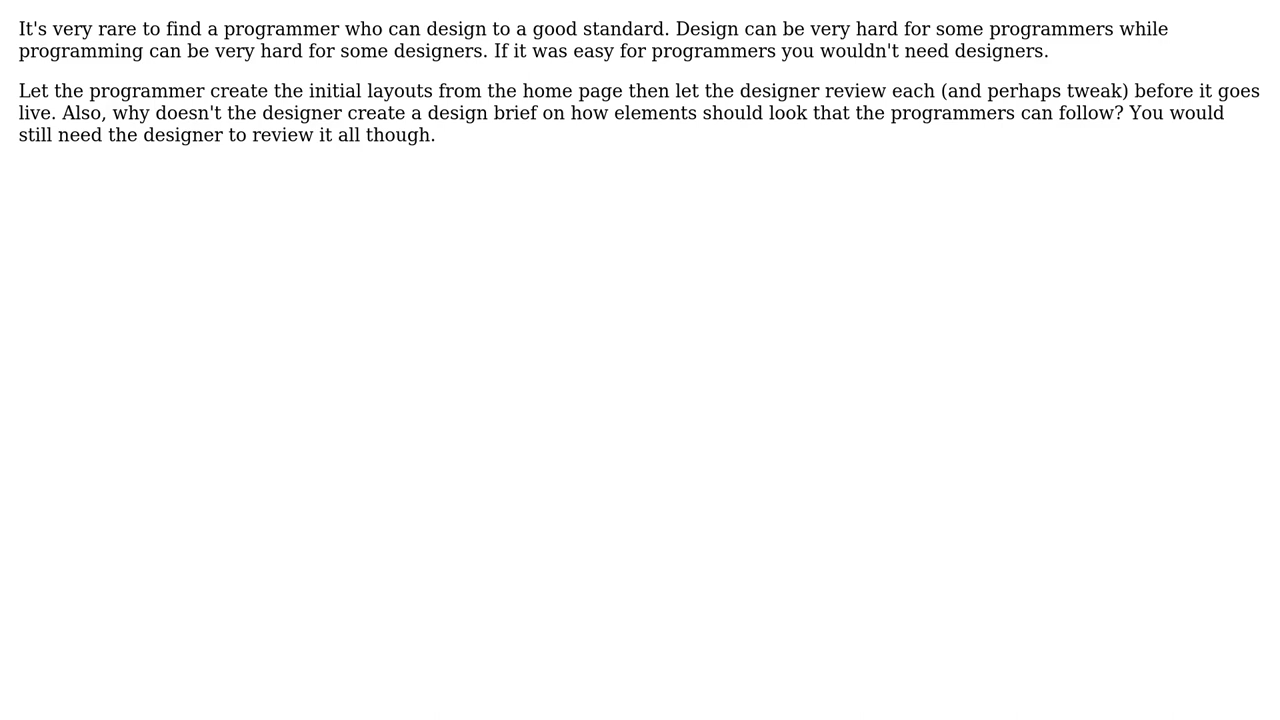 It's very rare to find a programmer who can design to a good standard. Design can be very hard for some programmers while
programming can be very hard for some designers. If it was easy for programmers you wouldn't need designers.
Let the programmer create the initial layouts from the home page then let the designer review each (and perhaps tweak) before it goes
live. Also, why doesn't the designer create a design brief on how elements should look that the programmers can follow? You would
still need the designer to review it all though.